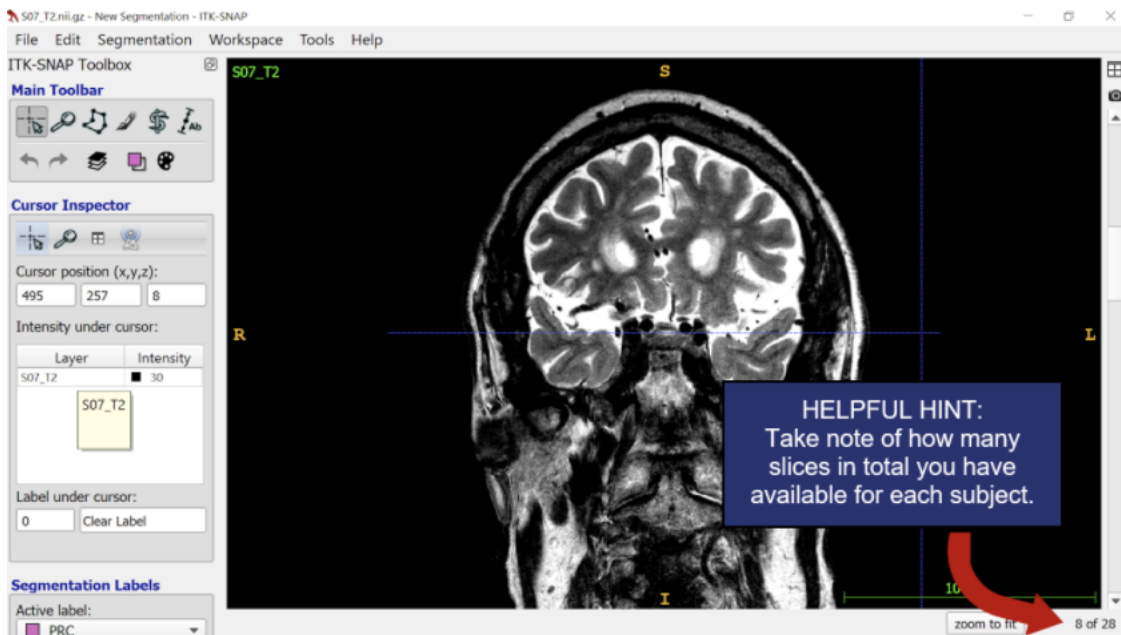 S07_T2.nii.gz - New Segmentation - ITK-SNAP
File Edit Segmentation Workspace Tools Help
ITK-SNAP Toolbox
Main Toolbar
Cursor Inspector
Cursor position (x,y,z):
495 257 8
Intensity under cursor:
Layer Intensity
S07_T2 30
S07_T2
Label under cursor:
0 Clear Label
Segmentation Labels
Active label:
PRC
S07_T2
S
R
L
I
HELPFUL HINT:
Take note of how many
slices in total you have
available for each subject.
10
zoom to fit 8 of 28